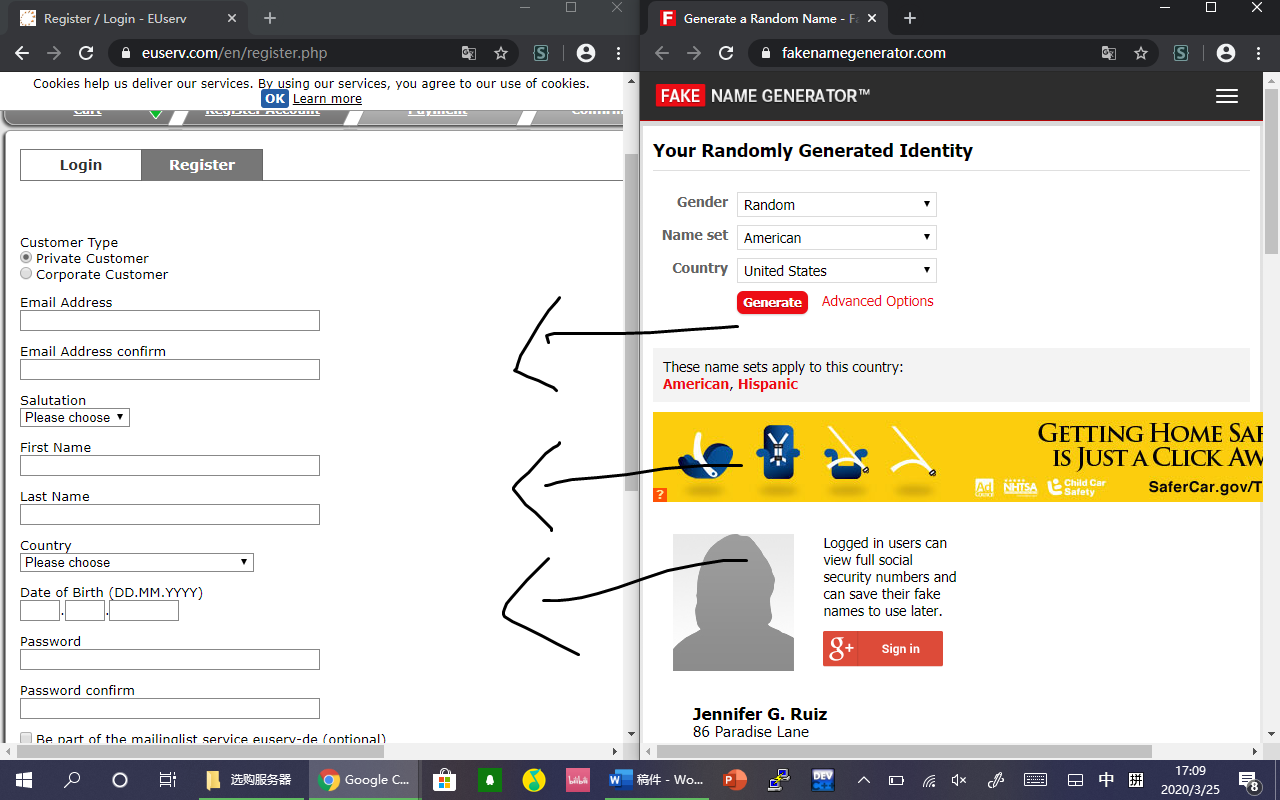 Register / Login - EUserv
euserv.com/en/register.php
Cookies help us deliver our services. By using our services, you agree to our use of cookies.
OK Learn more
Cart Register Account Payment
Login Register
Customer Type
Private Customer
Corporate Customer
Email Address
Email Address confirm
Salutation
Please choose
First Name
Last Name
Country
Please choose
Date of Birth (DD.MM.YYYY)
. .
Password
Password confirm
Be part of the mailinglist service euserv-de (optional)
Generate a Random Name - Fa
fakenamegenerator.com
FAKE NAME GENERATOR™
Your Randomly Generated Identity
Gender Random
Name set American
Country United States
Generate Advanced Options
These name sets apply to this country:
American, Hispanic
GETTING HOME SAF
IS JUST A CLICK AW
Ad Council NHTSA Child Car Safety SaferCar.gov/T
?
Logged in users can
view full social
security numbers and
can save their fake
names to use later.
g+ Sign in
Jennifer G. Ruiz
86 Paradise Lane
选购服务器 Google C... 稿件 - Wo... DEV 中 拼 17:09
2020/3/25 8